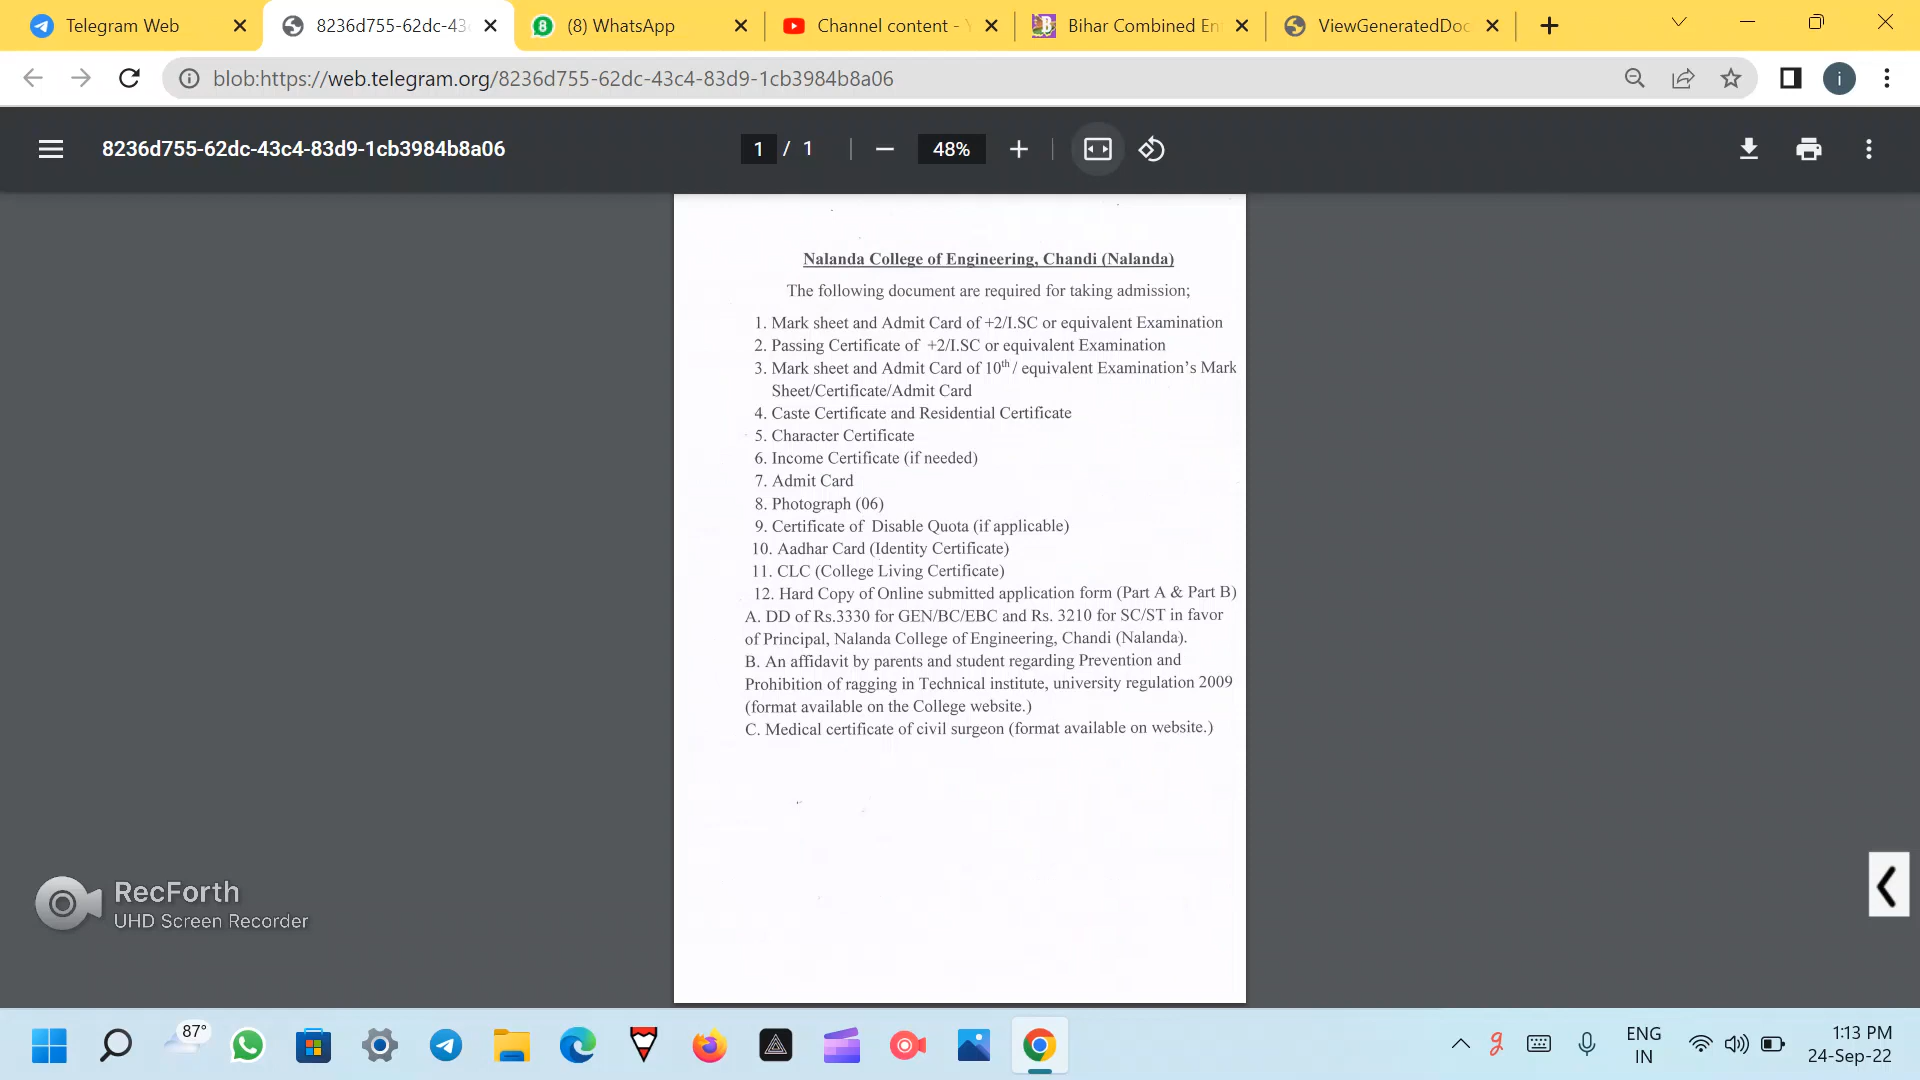 Telegram Web
8236d755-62dc-43
(8) WhatsApp
Channel content -
Bihar Combined En
ViewGeneratedDoc
blob:https://web.telegram.org/8236d755-62dc-43c4-83d9-1cb3984b8a06
i
8236d755-62dc-43c4-83d9-1cb3984b8a06
1 / 1
48%
Nalanda College of Engineering, Chandi (Nalanda)
The following document are required for taking admission;
1. Mark sheet and Admit Card of +2/I.SC or equivalent Examination
2. Passing Certificate of +2/I.SC or equivalent Examination
3. Mark sheet and Admit Card of 10th / equivalent Examination's Mark
Sheet/Certificate/Admit Card
4. Caste Certificate and Residential Certificate
5. Character Certificate
6. Income Certificate (if needed)
7. Admit Card
8. Photograph (06)
9. Certificate of Disable Quota (if applicable)
10. Aadhar Card (Identity Certificate)
11. CLC (College Living Certificate)
12. Hard Copy of Online submitted application form (Part A & Part B)
A. DD of Rs.3330 for GEN/BC/EBC and Rs. 3210 for SC/ST in favor
of Principal, Nalanda College of Engineering, Chandi (Nalanda).
B. An affidavit by parents and student regarding Prevention and
Prohibition of ragging in Technical institute, university regulation 2009
(format available on the College website.)
C. Medical certificate of civil surgeon (format available on website.)
RecForth
UHD Screen Recorder
87°
ENG
IN
1:13 PM
24-Sep-22